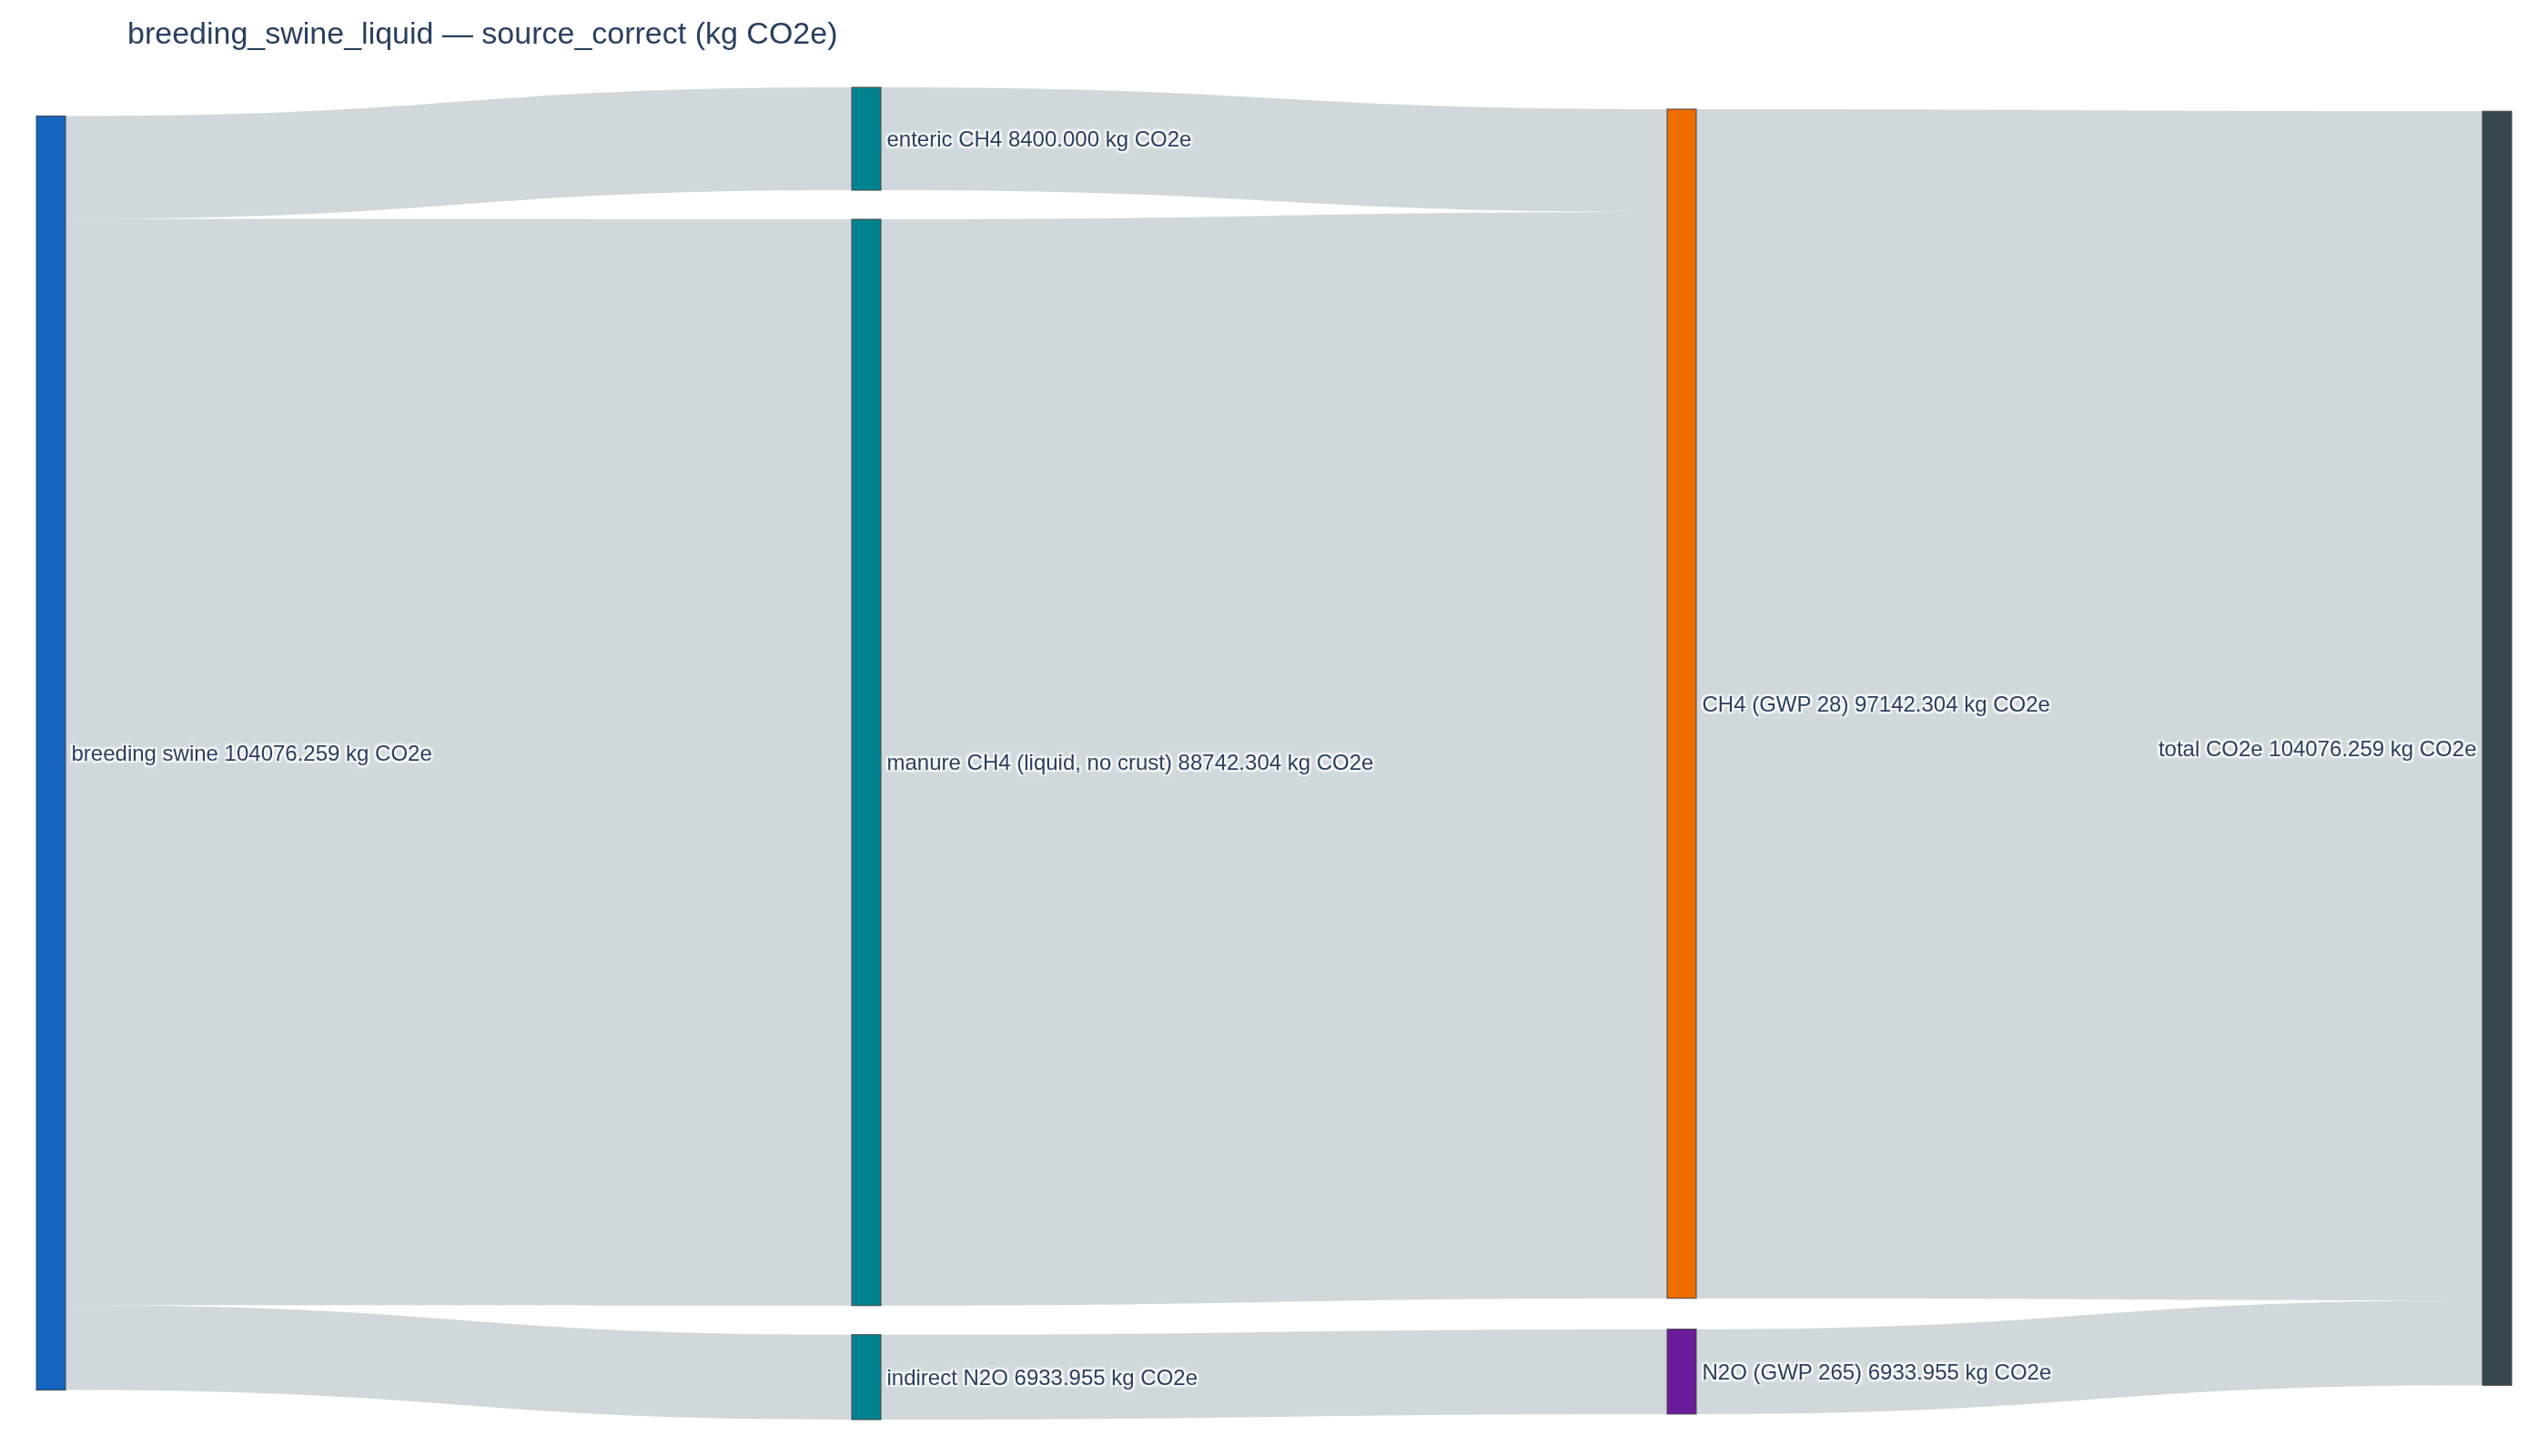 breeding_swine_liquid — source_correct (kg CO2e)
enteric CH4 8400.000 kg CO2e
CH4 (GWP 28) 97142.304 kg CO2e
total CO2e 104076.259 kg CO2e
breeding swine 104076.259 kg CO2e
manure CH4 (liquid, no crust) 88742.304 kg CO2e
N2O (GWP 265) 6933.955 kg CO2e
indirect N2O 6933.955 kg CO2e